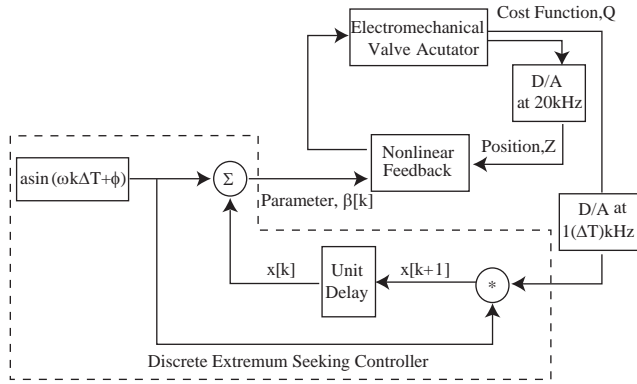 Cost Function,Q
Electromechanical
Valve Acutator
D/A
at 20kHz
Position,Z
Nonlinear
Feedback
asin (ωkΔT+ϕ)
Σ
Parameter, β[k]
D/A at
1(ΔT)kHz
x[k]
Unit
Delay
x[k+1]
*
Discrete Extremum Seeking Controller